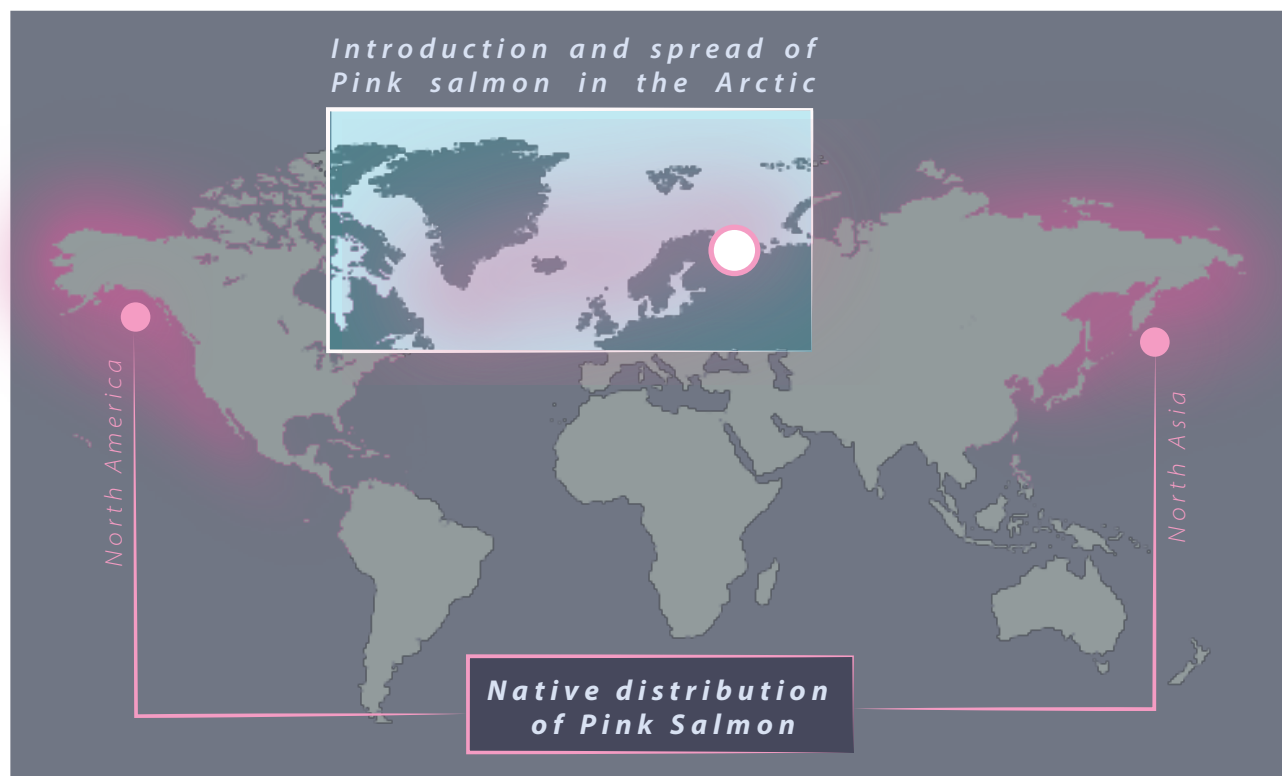 Introduction and spread of
Pink salmon in the Arctic
North America
North Asia
Native distribution
of Pink Salmon